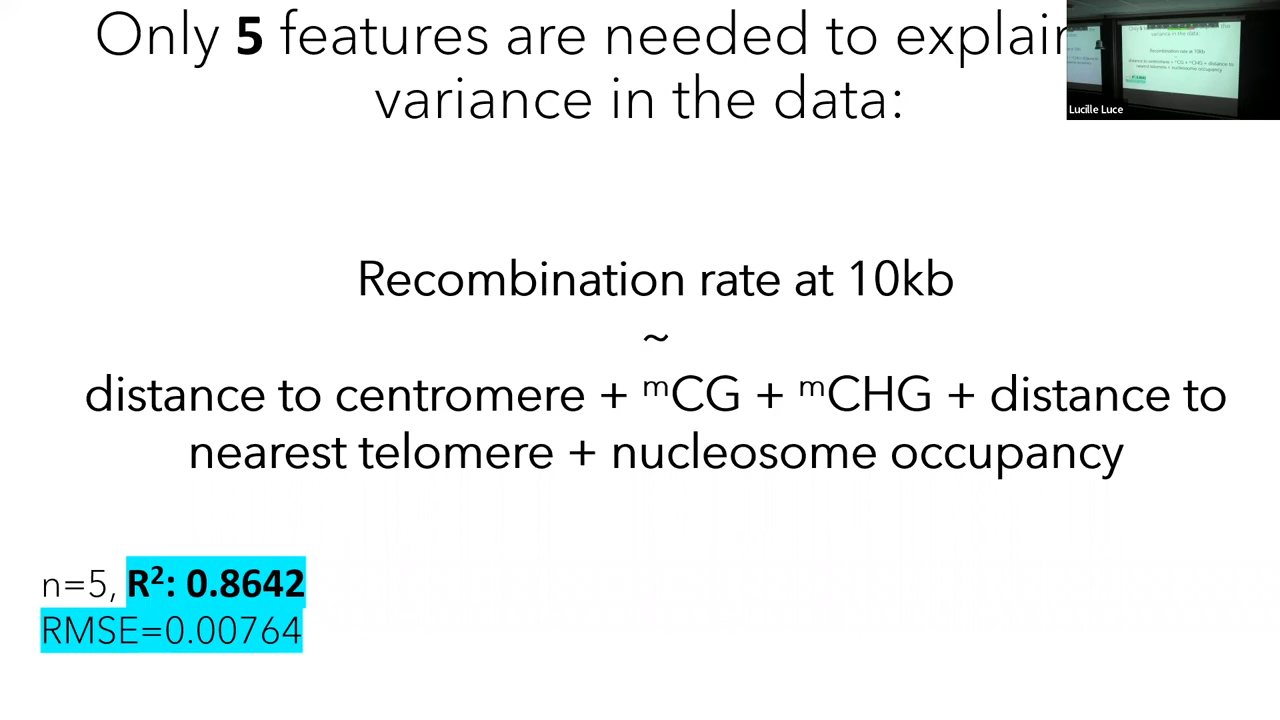 Only 5 features are needed to explain
variance in the data:
Lucille Luce
Recombination rate at 10kb
~
distance to centromere + ᵐCG + ᵐCHG + distance to
nearest telomere + nucleosome occupancy
n=5, R²: 0.8642
RMSE=0.00764